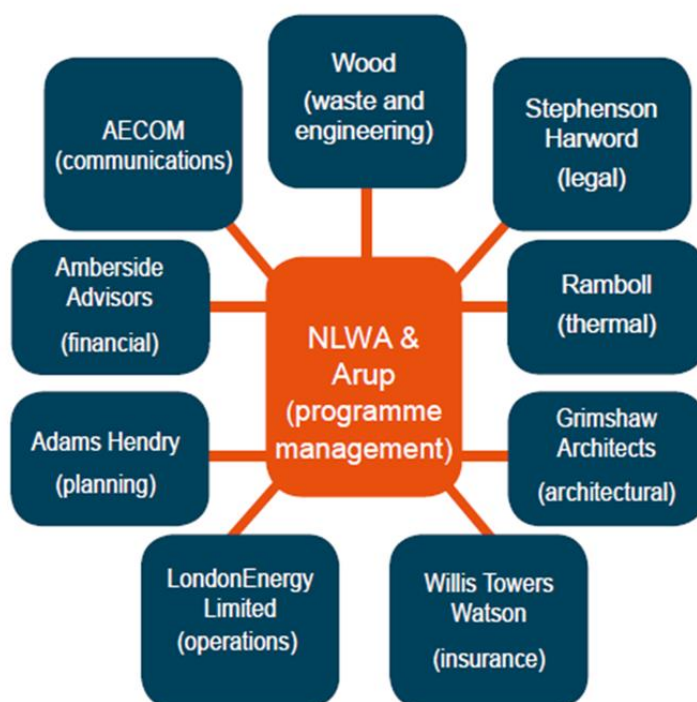 Wood
(waste and
engineering)
AECOM
(communications)
Stephenson
Harword
(legal)
Amberside
Advisors
(financial)
Ramboll
(thermal)
NLWA &
Arup
(programme
management)
Adams Hendry
(planning)
Grimshaw
Architects
(architectural)
LondonEnergy
Limited
(operations)
Willis Towers
Watson
(insurance)